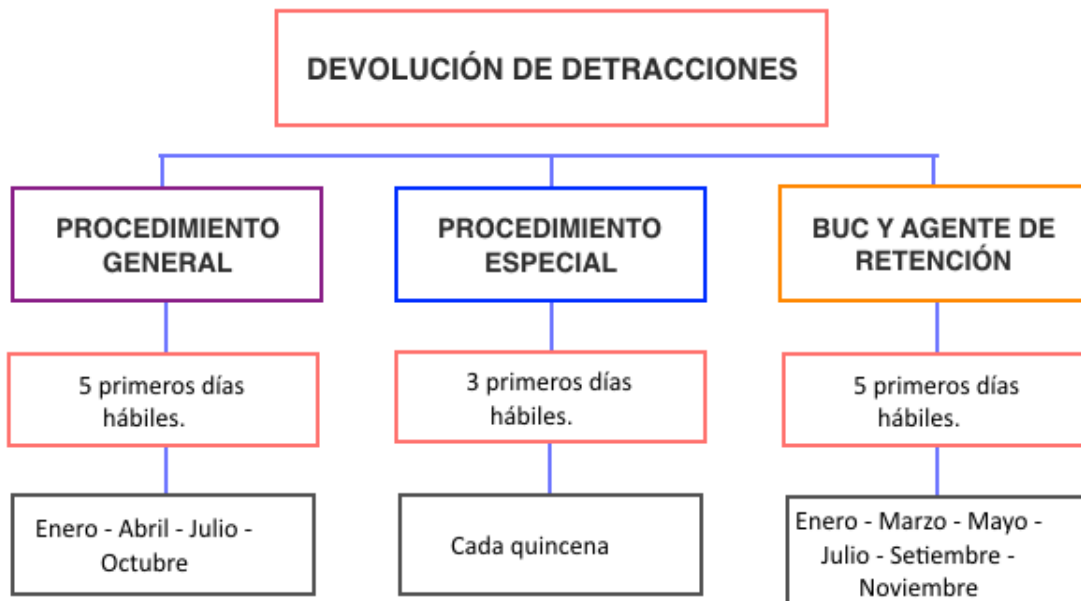 DEVOLUCIÓN DE DETRACCIONES
PROCEDIMIENTO
GENERAL
5 primeros días
hábiles.
Enero - Abril - Julio -
Octubre
PROCEDIMIENTO
ESPECIAL
3 primeros días
hábiles.
Cada quincena
BUC Y AGENTE DE
RETENCIÓN
5 primeros días
hábiles.
Enero - Marzo - Mayo -
Julio - Setiembre -
Noviembre